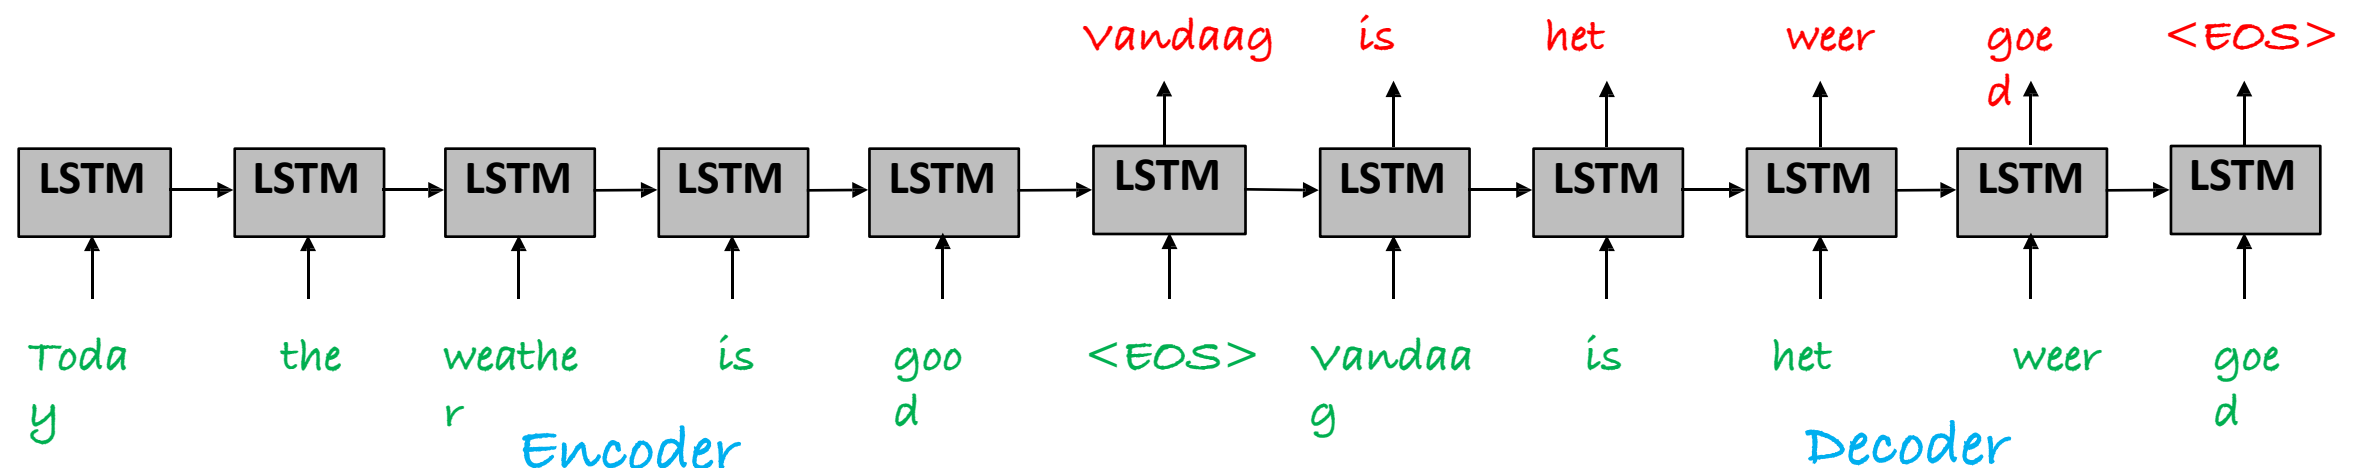 Vandaag is het weer goe <EOS>
d
LSTM LSTM LSTM LSTM LSTM LSTM LSTM LSTM LSTM LSTM LSTM
Toda the weathe is goo <EOS> Vandaa is het weer goe
y r d g d
Encoder Decoder